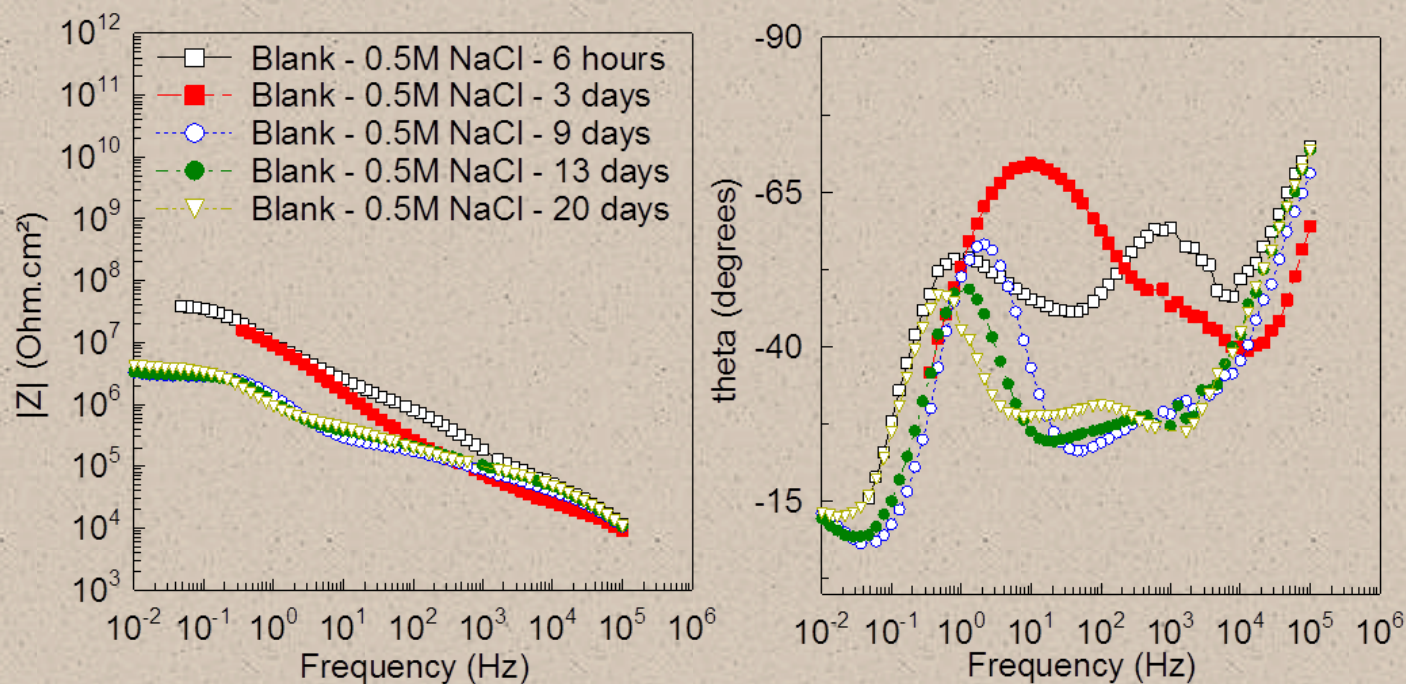 10¹²
10¹¹
10¹⁰
10⁹
10⁸
10⁷
10⁶
10⁵
10⁴
10³
|Z| (Ohm.cm²)
Blank - 0.5M NaCl - 6 hours
Blank - 0.5M NaCl - 3 days
Blank - 0.5M NaCl - 9 days
Blank - 0.5M NaCl - 13 days
Blank - 0.5M NaCl - 20 days
10⁻² 10⁻¹ 10⁰ 10¹ 10² 10³ 10⁴ 10⁵ 10⁶
Frequency (Hz)
-90
-65
-40
-15
theta (degrees)
10⁻² 10⁻¹ 10⁰ 10¹ 10² 10³ 10⁴ 10⁵ 10⁶
Frequency (Hz)